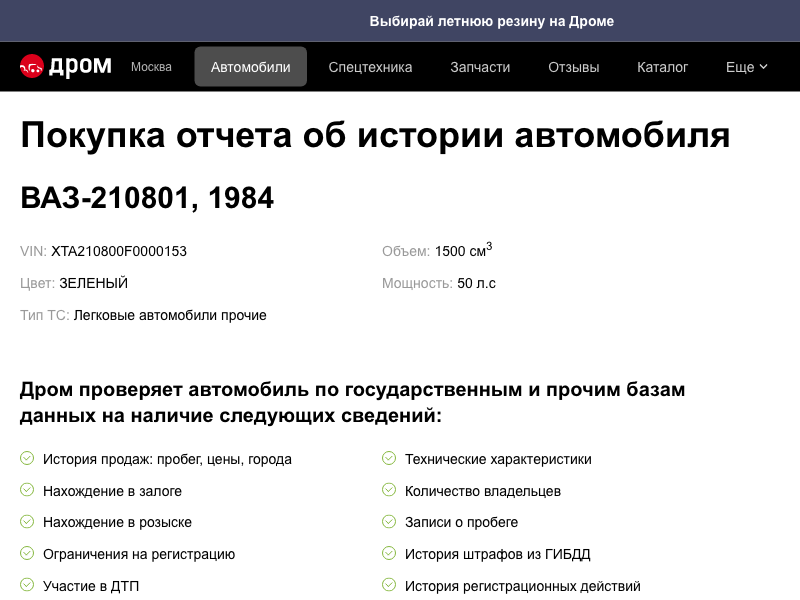 Выбирай летнюю резину на Дроме
дром Москва Автомобили Спецтехника Запчасти Отзывы Каталог Еще
Покупка отчета об истории автомобиля
ВАЗ-210801, 1984
VIN: XTA210800F0000153
Объем: 1500 см3
Цвет: ЗЕЛЕНЫЙ
Мощность: 50 л.с
Тип ТС: Легковые автомобили прочие
Дром проверяет автомобиль по государственным и прочим базам
данных на наличие следующих сведений:
История продаж: пробег, цены, города
Технические характеристики
Нахождение в залоге
Количество владельцев
Нахождение в розыске
Записи о пробеге
Ограничения на регистрацию
История штрафов из ГИБДД
Участие в ДТП
История регистрационных действий